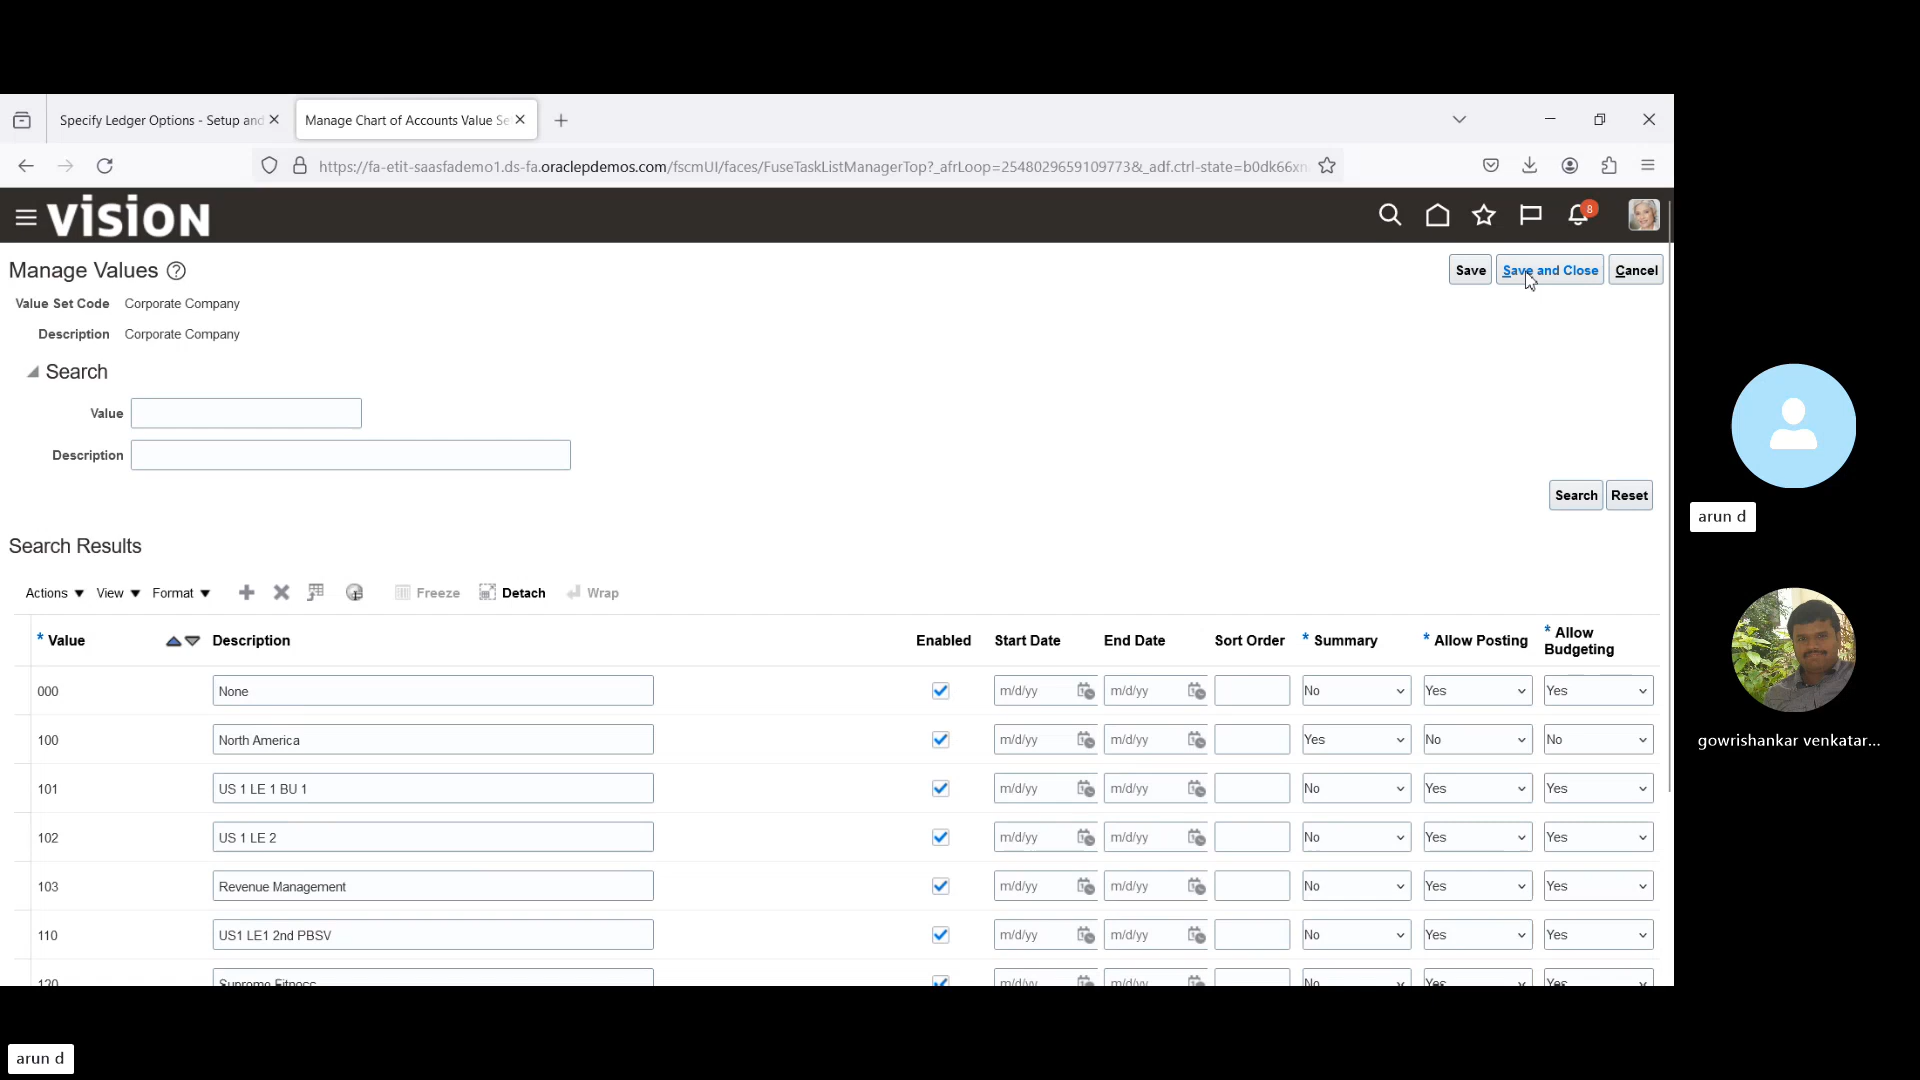 Specify Ledger Options - Setup and
Manage Chart of Accounts Value Se
https://fa-etit-saasfademo1.ds-fa.oraclepdemos.com/fscmUI/faces/FuseTaskListManagerTop?_afrLoop=2548029659109773&_adf.ctrl-state=b0dk66xn
VISION
8
Manage Values ?
Save Save and Close Cancel
Value Set Code Corporate Company
Description Corporate Company
Search
Value
Description
Search Reset
Search Results
Actions View Format Freeze Detach Wrap
* Value Description Enabled Start Date End Date Sort Order * Summary * Allow Posting * Allow Budgeting
000 None m/d/yy m/d/yy No Yes Yes
100 North America m/d/yy m/d/yy Yes No No
101 US 1 LE 1 BU 1 m/d/yy m/d/yy No Yes Yes
102 US 1 LE 2 m/d/yy m/d/yy No Yes Yes
103 Revenue Management m/d/yy m/d/yy No Yes Yes
110 US1 LE1 2nd PBSV m/d/yy m/d/yy No Yes Yes
120 Supremo Fitness m/d/yy m/d/yy No Yes Yes
arun d
gowrishankar venkatar...
arun d